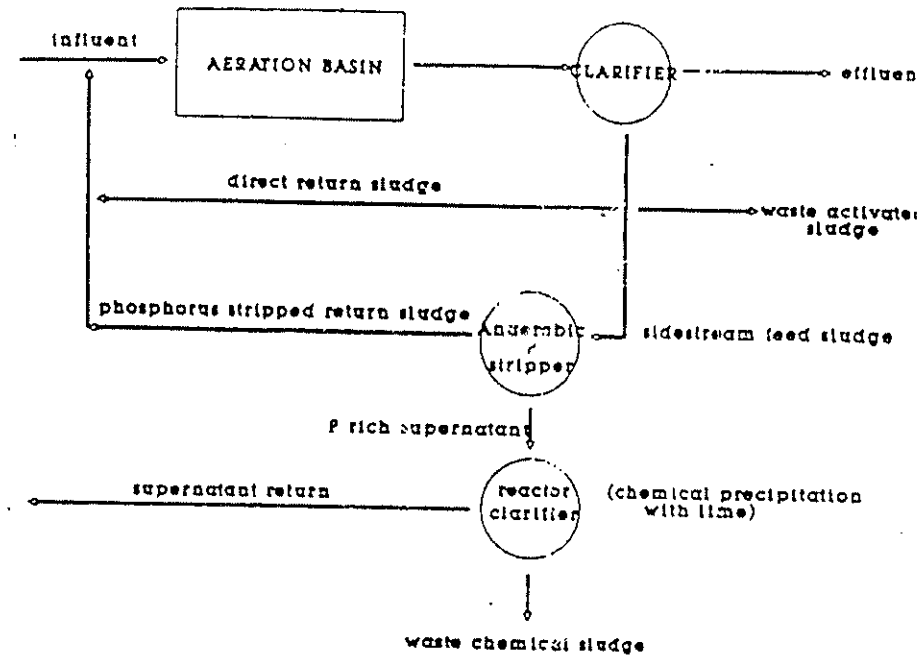 influent
AERATION BASIN
CLARIFIER
effluen
direct return sludge
waste activated
sludge
phosphorus stripped return sludge
Anaerobic
stripper
sidestream feed sludge
P rich supernatant
supernatant return
reactor
clarifier
(chemical precipitation
with lime)
waste chemical sludge